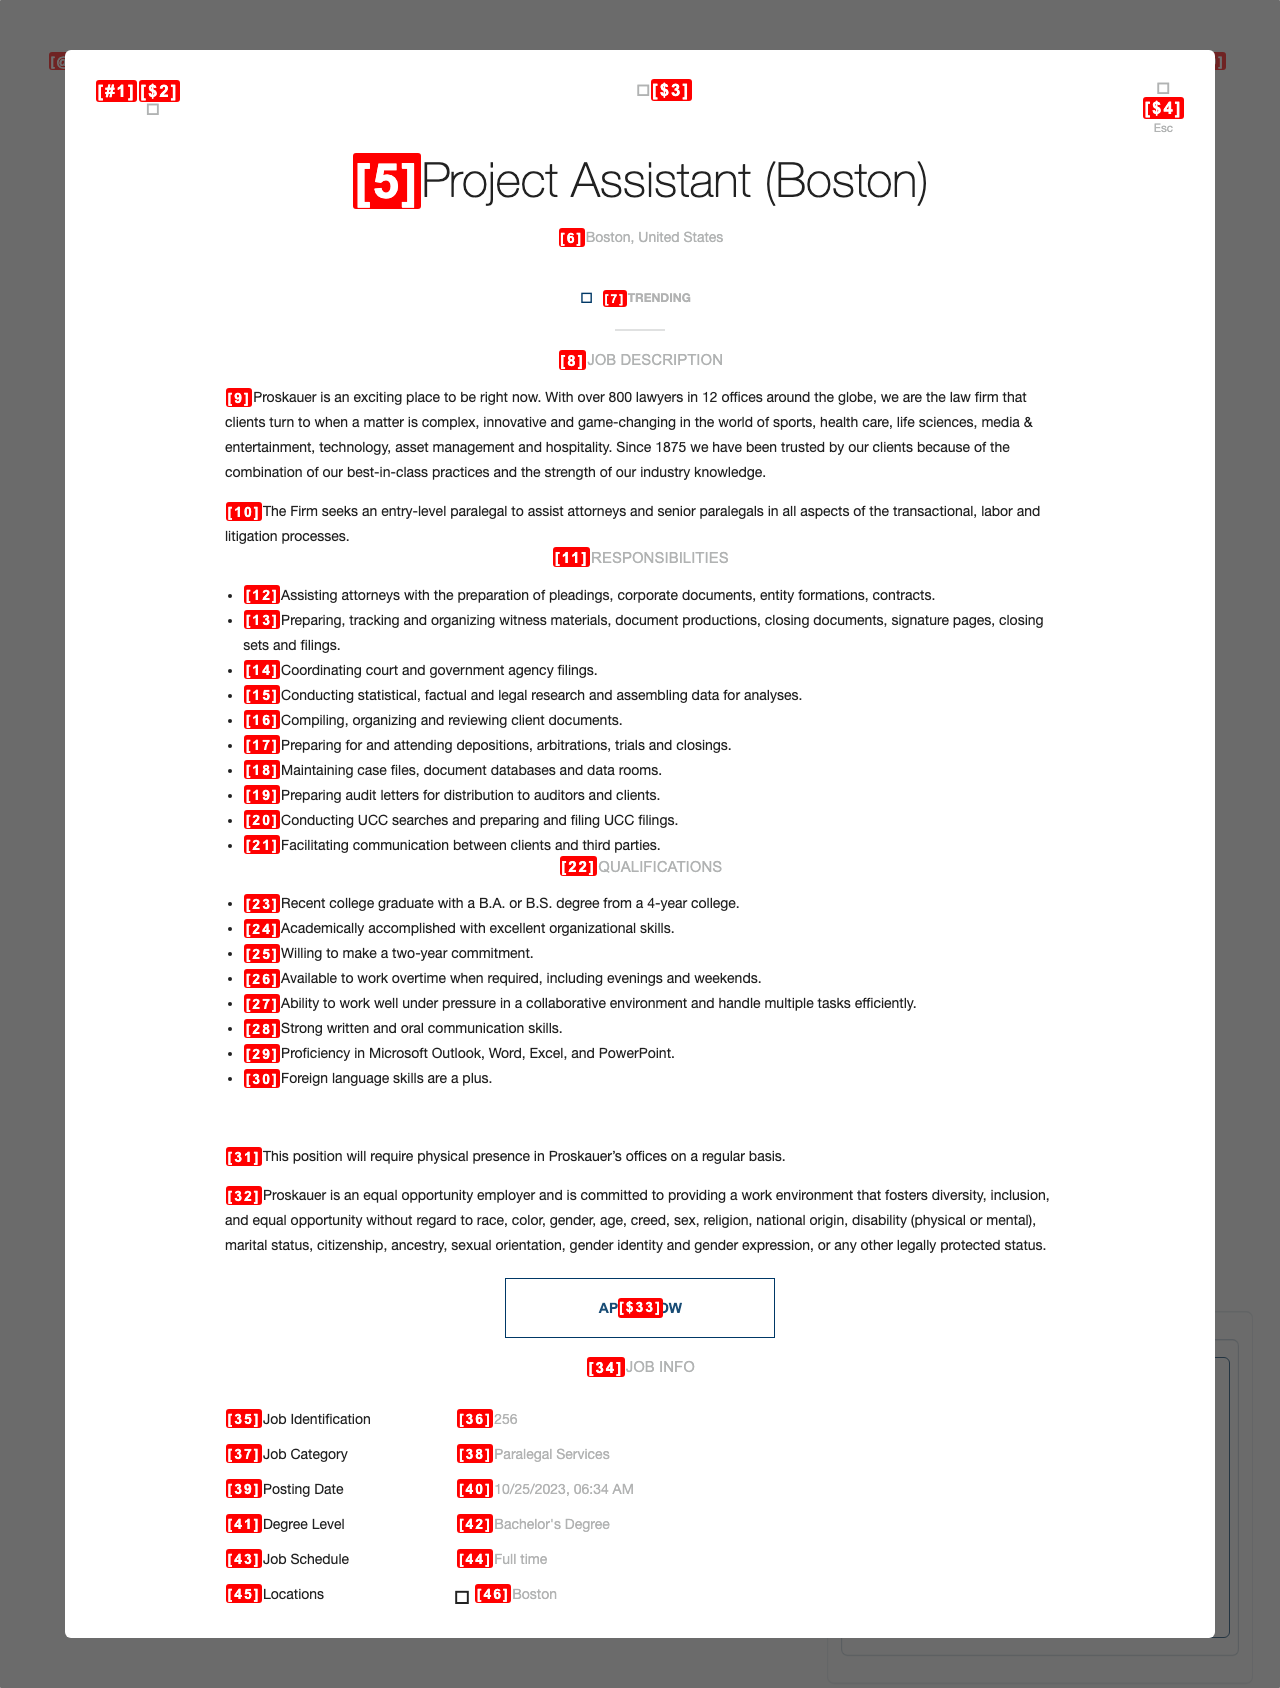 [#1] [$2]
[$3]
[$4]
Esc
[5]Project Assistant (Boston)
[6] Boston, United States
[7] TRENDING
[8] JOB DESCRIPTION
[9] Proskauer is an exciting place to be right now. With over 800 lawyers in 12 offices around the globe, we are the law firm that
clients turn to when a matter is complex, innovative and game-changing in the world of sports, health care, life sciences, media &
entertainment, technology, asset management and hospitality. Since 1875 we have been trusted by our clients because of the
combination of our best-in-class practices and the strength of our industry knowledge.
[10] The Firm seeks an entry-level paralegal to assist attorneys and senior paralegals in all aspects of the transactional, labor and
litigation processes.
[11] RESPONSIBILITIES
• [12] Assisting attorneys with the preparation of pleadings, corporate documents, entity formations, contracts.
• [13] Preparing, tracking and organizing witness materials, document productions, closing documents, signature pages, closing
sets and filings.
• [14] Coordinating court and government agency filings.
• [15] Conducting statistical, factual and legal research and assembling data for analyses.
• [16] Compiling, organizing and reviewing client documents.
• [17] Preparing for and attending depositions, arbitrations, trials and closings.
• [18] Maintaining case files, document databases and data rooms.
• [19] Preparing audit letters for distribution to auditors and clients.
• [20] Conducting UCC searches and preparing and filing UCC filings.
• [21] Facilitating communication between clients and third parties.
[22] QUALIFICATIONS
• [23] Recent college graduate with a B.A. or B.S. degree from a 4-year college.
• [24] Academically accomplished with excellent organizational skills.
• [25] Willing to make a two-year commitment.
• [26] Available to work overtime when required, including evenings and weekends.
• [27] Ability to work well under pressure in a collaborative environment and handle multiple tasks efficiently.
• [28] Strong written and oral communication skills.
• [29] Proficiency in Microsoft Outlook, Word, Excel, and PowerPoint.
• [30] Foreign language skills are a plus.
[31] This position will require physical presence in Proskauer’s offices on a regular basis.
[32] Proskauer is an equal opportunity employer and is committed to providing a work environment that fosters diversity, inclusion,
and equal opportunity without regard to race, color, gender, age, creed, sex, religion, national origin, disability (physical or mental),
marital status, citizenship, ancestry, sexual orientation, gender identity and gender expression, or any other legally protected status.
[$33]
[34] JOB INFO
[35] Job Identification [36] 256
[37] Job Category [38] Paralegal Services
[39] Posting Date [40] 10/25/2023, 06:34 AM
[41] Degree Level [42] Bachelor's Degree
[43] Job Schedule [44] Full time
[45] Locations [46] Boston